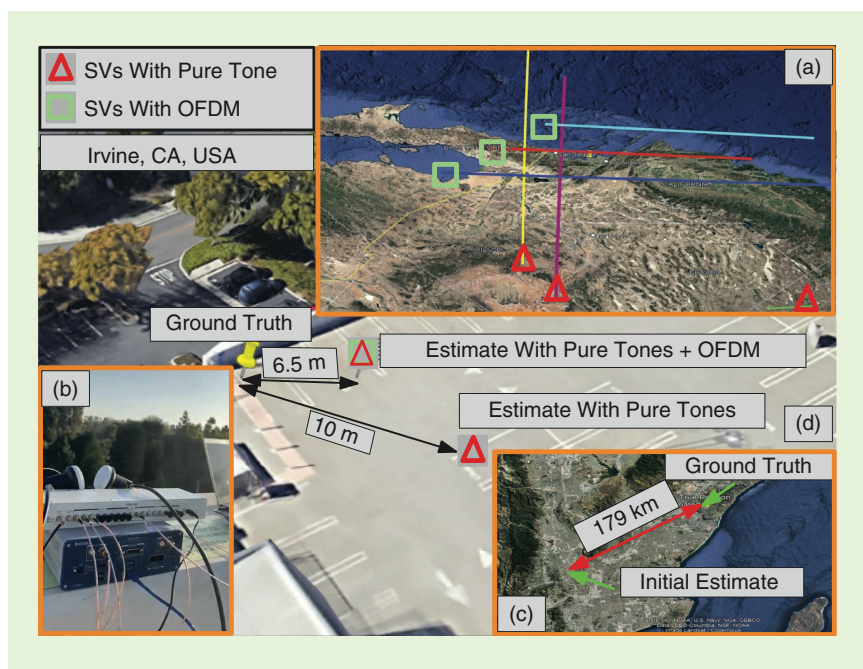 SVs With Pure Tone
SVs With OFDM
(a)
Irvine, CA, USA
Ground Truth
6.5 m
Estimate With Pure Tones + OFDM
(b)
10 m
Estimate With Pure Tones
(d)
Ground Truth
179 km
Initial Estimate
(c)